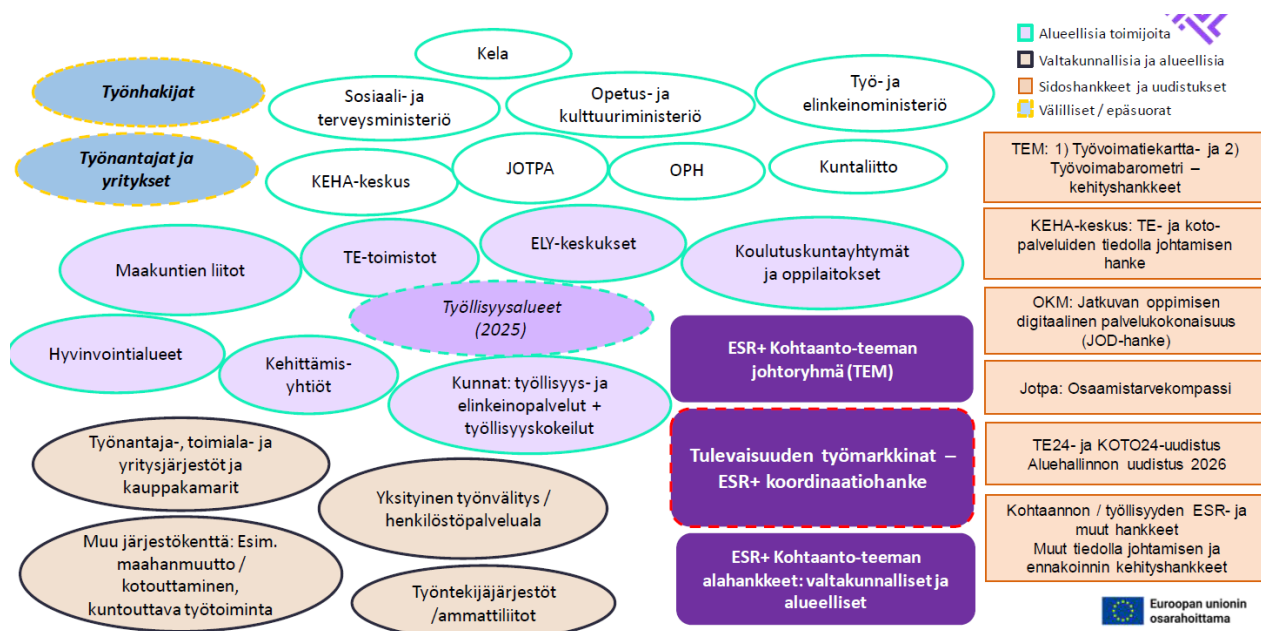 Alueellisia toimijoita
Valtakunnallisia ja alueellisia
Sidoshankkeet ja uudistukset
Välilliset / epäsuorat
Kela
Työnhakijat
Sosiaali- ja
terveysministeriö
Opetus- ja
kulttuuriministeriö
Työ- ja
elinkeinoministeriö
Työnantajat ja
yritykset
KEHA-keskus
JOTPA
OPH
Kuntaliitto
TEM: 1) Työvoimatiekartta- ja 2)
Työvoimabarometri –
kehityshankkeet
Maakuntien liitot
TE-toimistot
ELY-keskukset
Koulutuskuntayhtymät
ja oppilaitokset
KEHA-keskus: TE- ja koto-
palveluiden tiedolla johtamisen
hanke
Työllisyysalueet
(2025)
OKM: Jatkuvan oppimisen
digitaalinen palvelukokonaisuus
(JOD-hanke)
Hyvinvointialueet
Kehittämis-
yhtiöt
Kunnat: työllisyys- ja
elinkeinopalvelut +
työllisyyskokeilut
ESR+ Kohtaanto-teeman
johtoryhmä (TEM)
Jotpa: Osaamistarvekompassi
Työnantaja-, toimiala- ja
yritysjärjestöt ja
kauppakamarit
Yksityinen työnvälitys /
henkilöstöpalveluala
Tulevaisuuden työmarkkinat –
ESR+ koordinaatiohanke
TE24- ja KOTO24-uudistus
Aluehallinnon uudistus 2026
Muu järjestökenttä: Esim.
maahanmuutto /
kotouttaminen,
kuntouttava työtoiminta
Työntekijäjärjestöt
/ammattiliitot
ESR+ Kohtaanto-teeman
alahankkeet: valtakunnalliset ja
alueelliset
Kohtaannon / työllisyyden ESR- ja
muut hankkeet
Muut tiedolla johtamisen ja
ennakoinnin kehityshankkeet
Euroopan unionin
osarahoittama